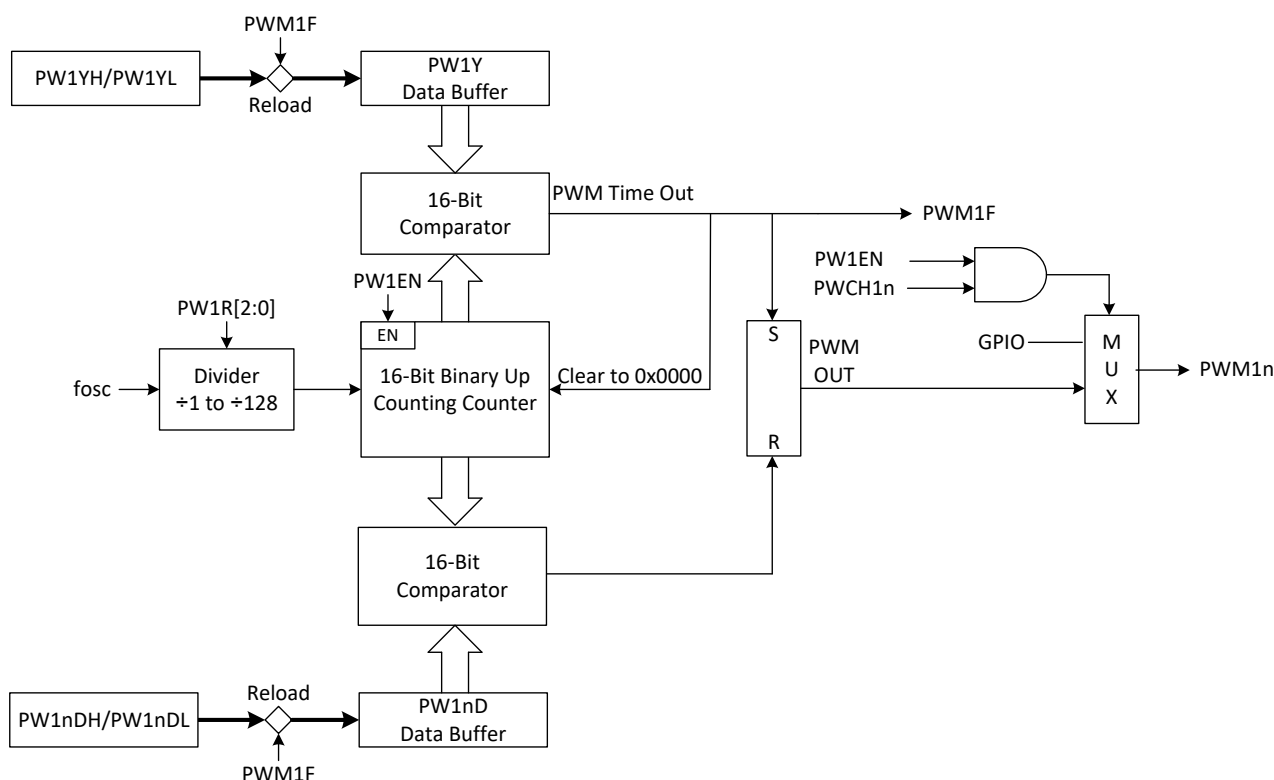 PWM1F
PW1YH/PW1YL
Reload
PW1Y
Data Buffer
16-Bit
Comparator
PWM Time Out
PWM1F
PW1EN
PWCH1n
PW1EN
PW1R[2:0]
EN
fosc
Divider
÷1 to ÷128
16-Bit Binary Up
Counting Counter
Clear to 0x0000
S
R
PWM
OUT
GPIO
M
U
X
PWM1n
16-Bit
Comparator
Reload
PW1nDH/PW1nDL
PW1nD
Data Buffer
PWM1F